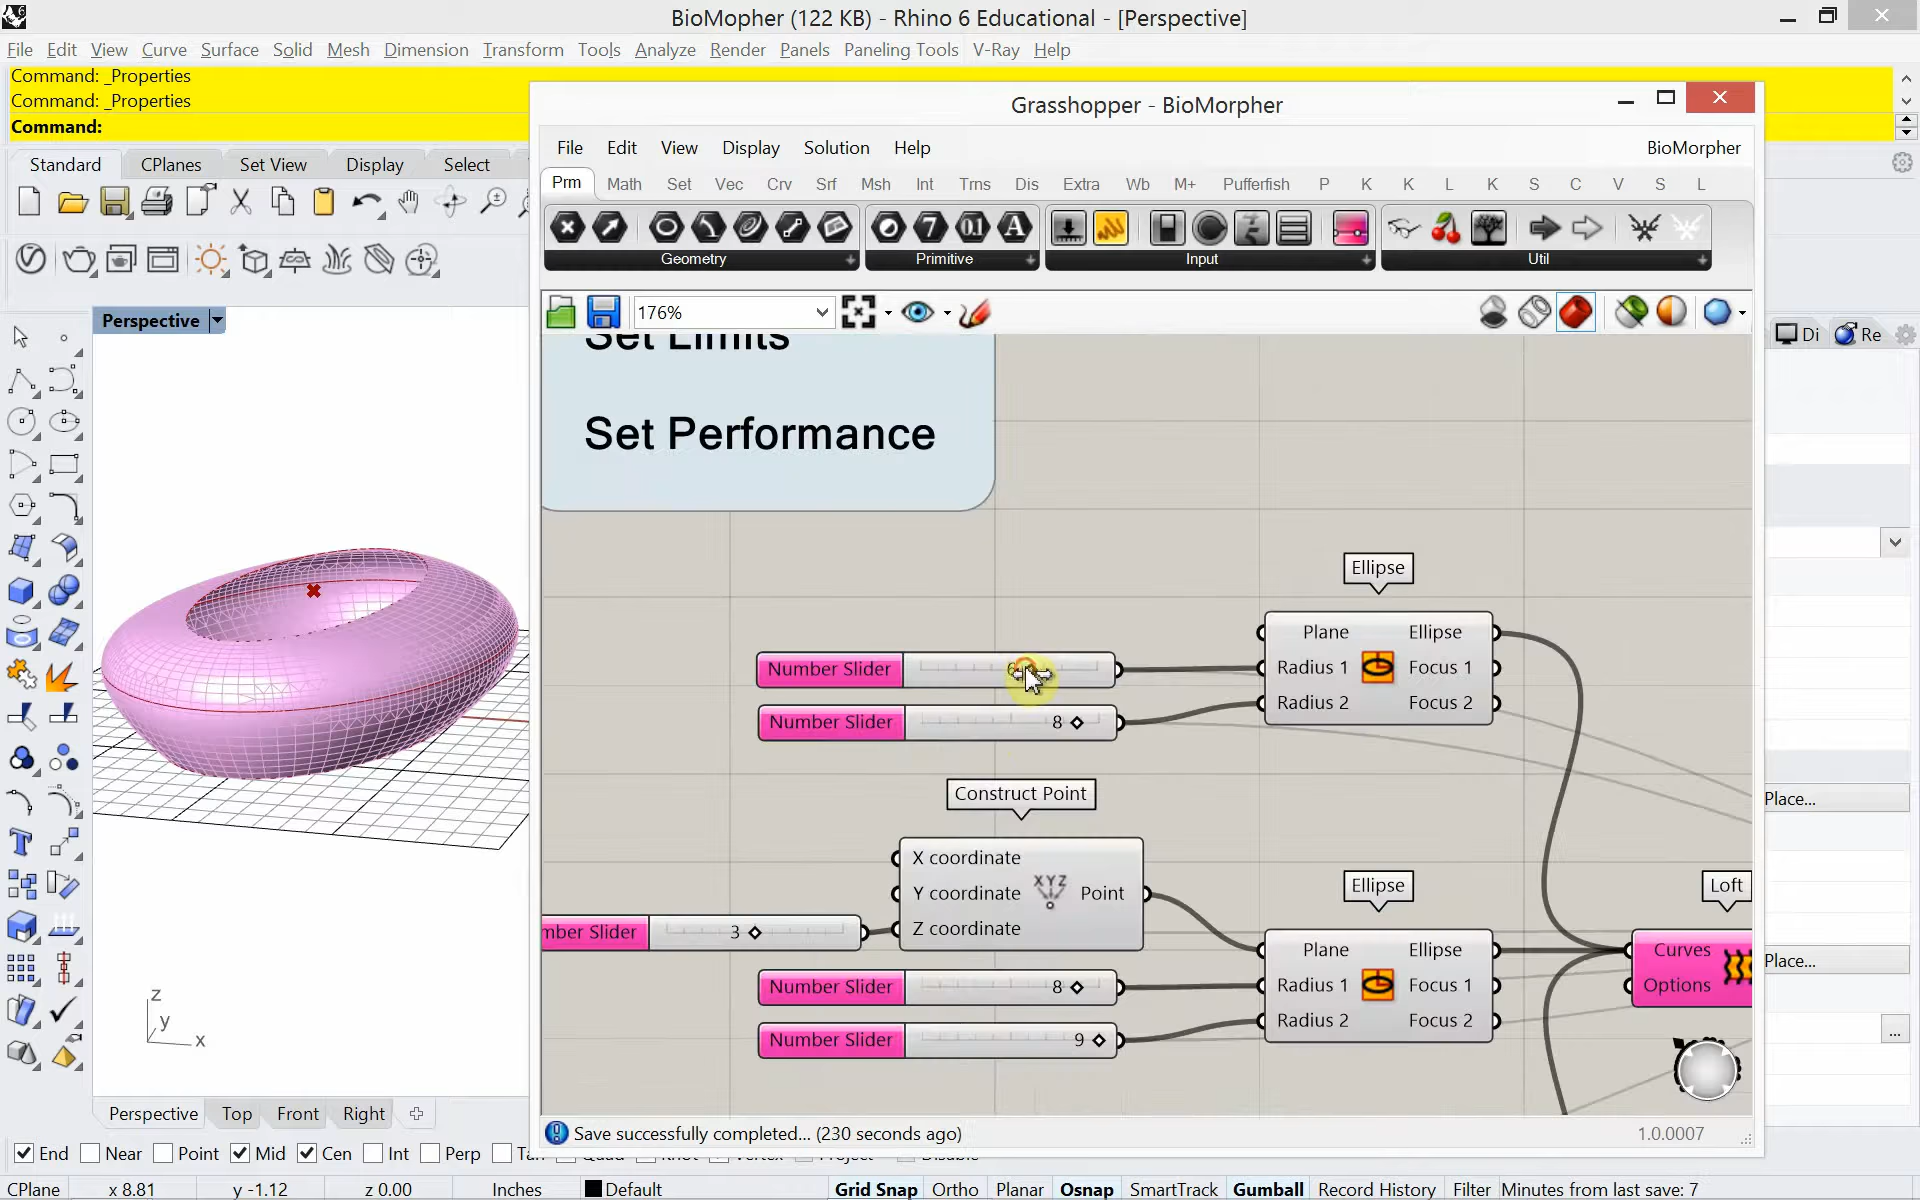 BioMopher (122 KB) - Rhino 6 Educational - [Perspective]
File Edit View Curve Surface Solid Mesh Dimension Transform Tools Analyze Render Panels Paneling Tools V-Ray Help
Command: _Properties
Command: _Properties
Command:
Standard CPlanes Set View Display Select
Perspective
Grasshopper - BioMorpher
File Edit View Display Solution Help BioMorpher
Prm Math Set Vec Crv Srf Msh Int Trns Dis Extra Wb M+ Pufferfish P K K L K S C V S L
Geometry Primitive Input Util
176%
Di Re
Set Limits
Set Performance
Ellipse
Plane Ellipse
Number Slider
Radius 1 Focus 1
Radius 2 Focus 2
Number Slider 8
Construct Point
X coordinate
Y coordinate XYZ Point
Z coordinate
mber Slider 3
Ellipse
Loft
Plane Ellipse
Number Slider 8
Radius 1 Focus 1
Radius 2 Focus 2
Number Slider 9
Curves
Options
Place...
Place...
...
z
y
x
Perspective Top Front Right
Save successfully completed... (230 seconds ago) 1.0.0007
End Near Point Mid Cen Int Perp
CPlane x 8.81 y -1.12 z 0.00 Inches Default Grid Snap Ortho Planar Osnap SmartTrack Gumball Record History Filter Minutes from last save: 7